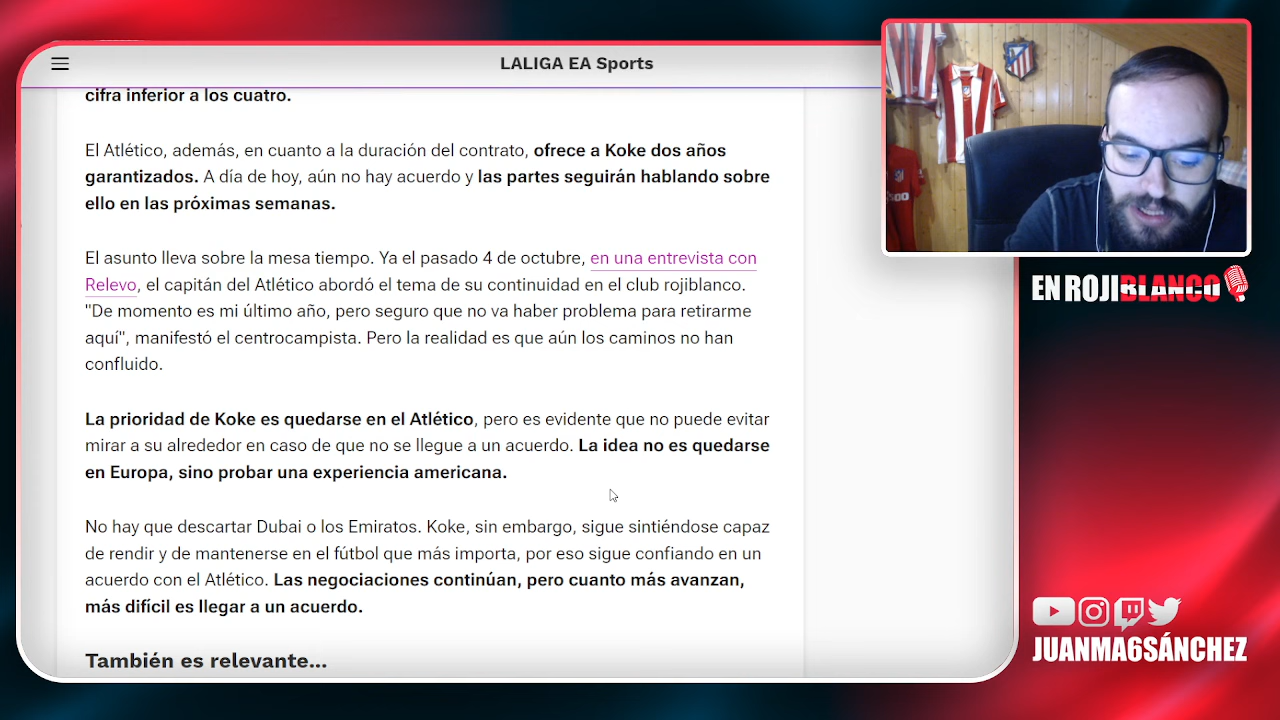 LALIGA EA Sports
cifra inferior a los cuatro.
El Atlético, además, en cuanto a la duración del contrato, ofrece a Koke dos años
garantizados. A día de hoy, aún no hay acuerdo y las partes seguirán hablando sobre
ello en las próximas semanas.
El asunto lleva sobre la mesa tiempo. Ya el pasado 4 de octubre, en una entrevista con
Relevo, el capitán del Atlético abordó el tema de su continuidad en el club rojiblanco.
"De momento es mi último año, pero seguro que no va haber problema para retirarme
aquí", manifestó el centrocampista. Pero la realidad es que aún los caminos no han
confluido.
La prioridad de Koke es quedarse en el Atlético, pero es evidente que no puede evitar
mirar a su alrededor en caso de que no se llegue a un acuerdo. La idea no es quedarse
en Europa, sino probar una experiencia americana.
No hay que descartar Dubai o los Emiratos. Koke, sin embargo, sigue sintiéndose capaz
de rendir y de mantenerse en el fútbol que más importa, por eso sigue confiando en un
acuerdo con el Atlético. Las negociaciones continúan, pero cuanto más avanzan,
más difícil es llegar a un acuerdo.
También es relevante...
EN ROJIBLANCO
JUANMA6SÁNCHEZ